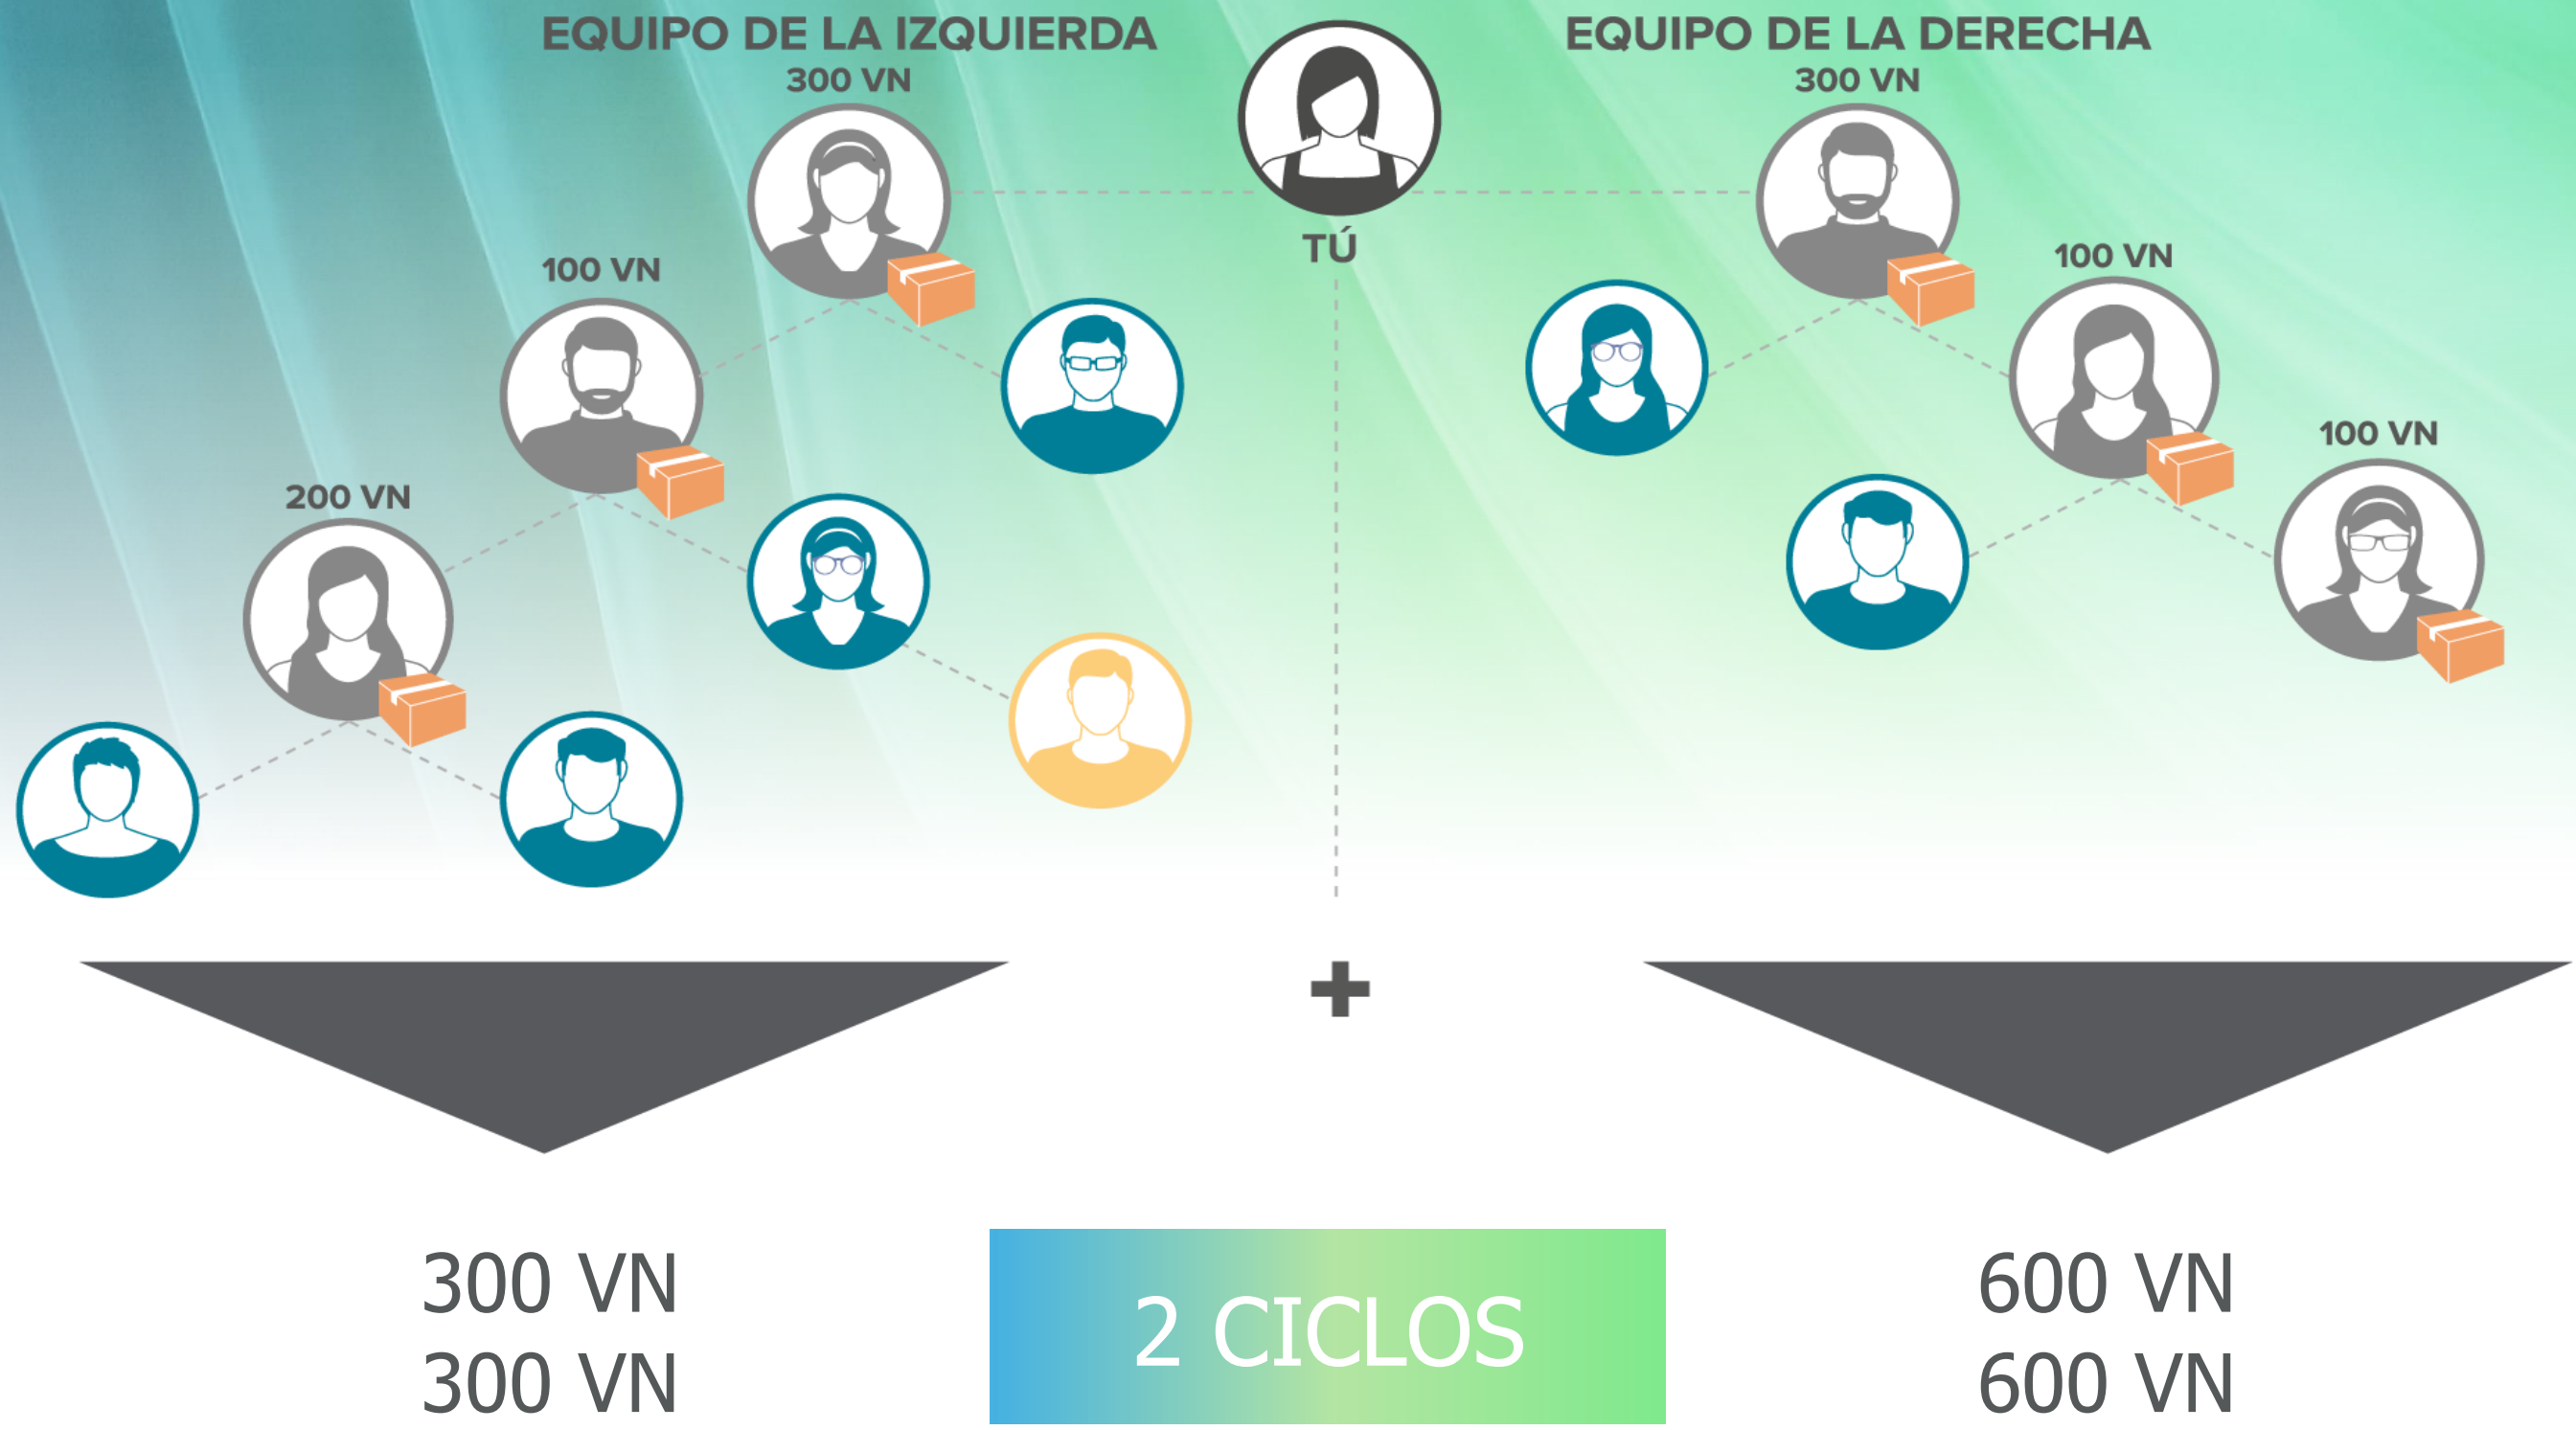 EQUIPO DE LA IZQUIERDA
300 VN
EQUIPO DE LA DERECHA
300 VN
TÚ
100 VN
100 VN
200 VN
100 VN
+
300 VN
300 VN
2 CICLOS
600 VN
600 VN